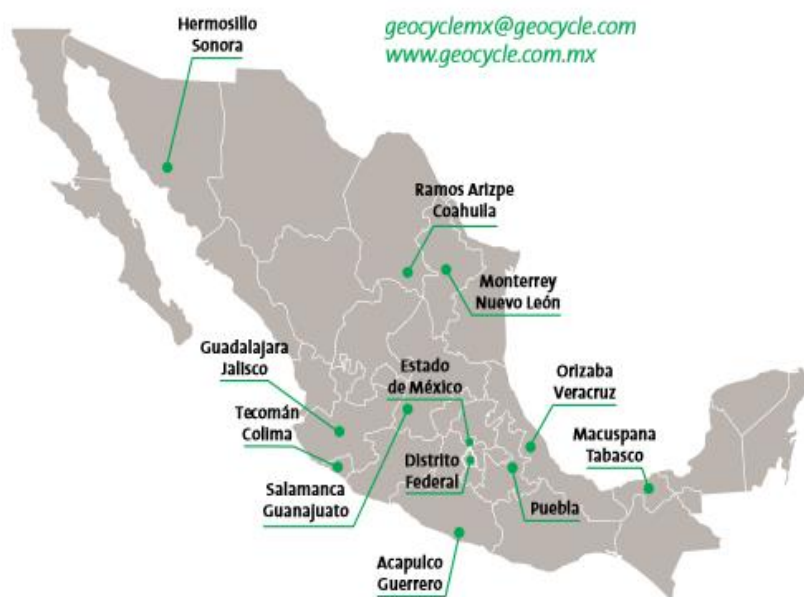 Hermosillo
Sonora
geocyclemx@geocycle.com
www.geocycle.com.mx
Ramos Arizpe
Coahuila
Monterrey
Nuevo León
Guadalajara
Jalisco
Estado
de México
Orizaba
Veracruz
Tecomán
Colima
Macuspana
Tabasco
Distrito
Federal
Salamanca
Guanajuato
Puebla
Acapulco
Guerrero